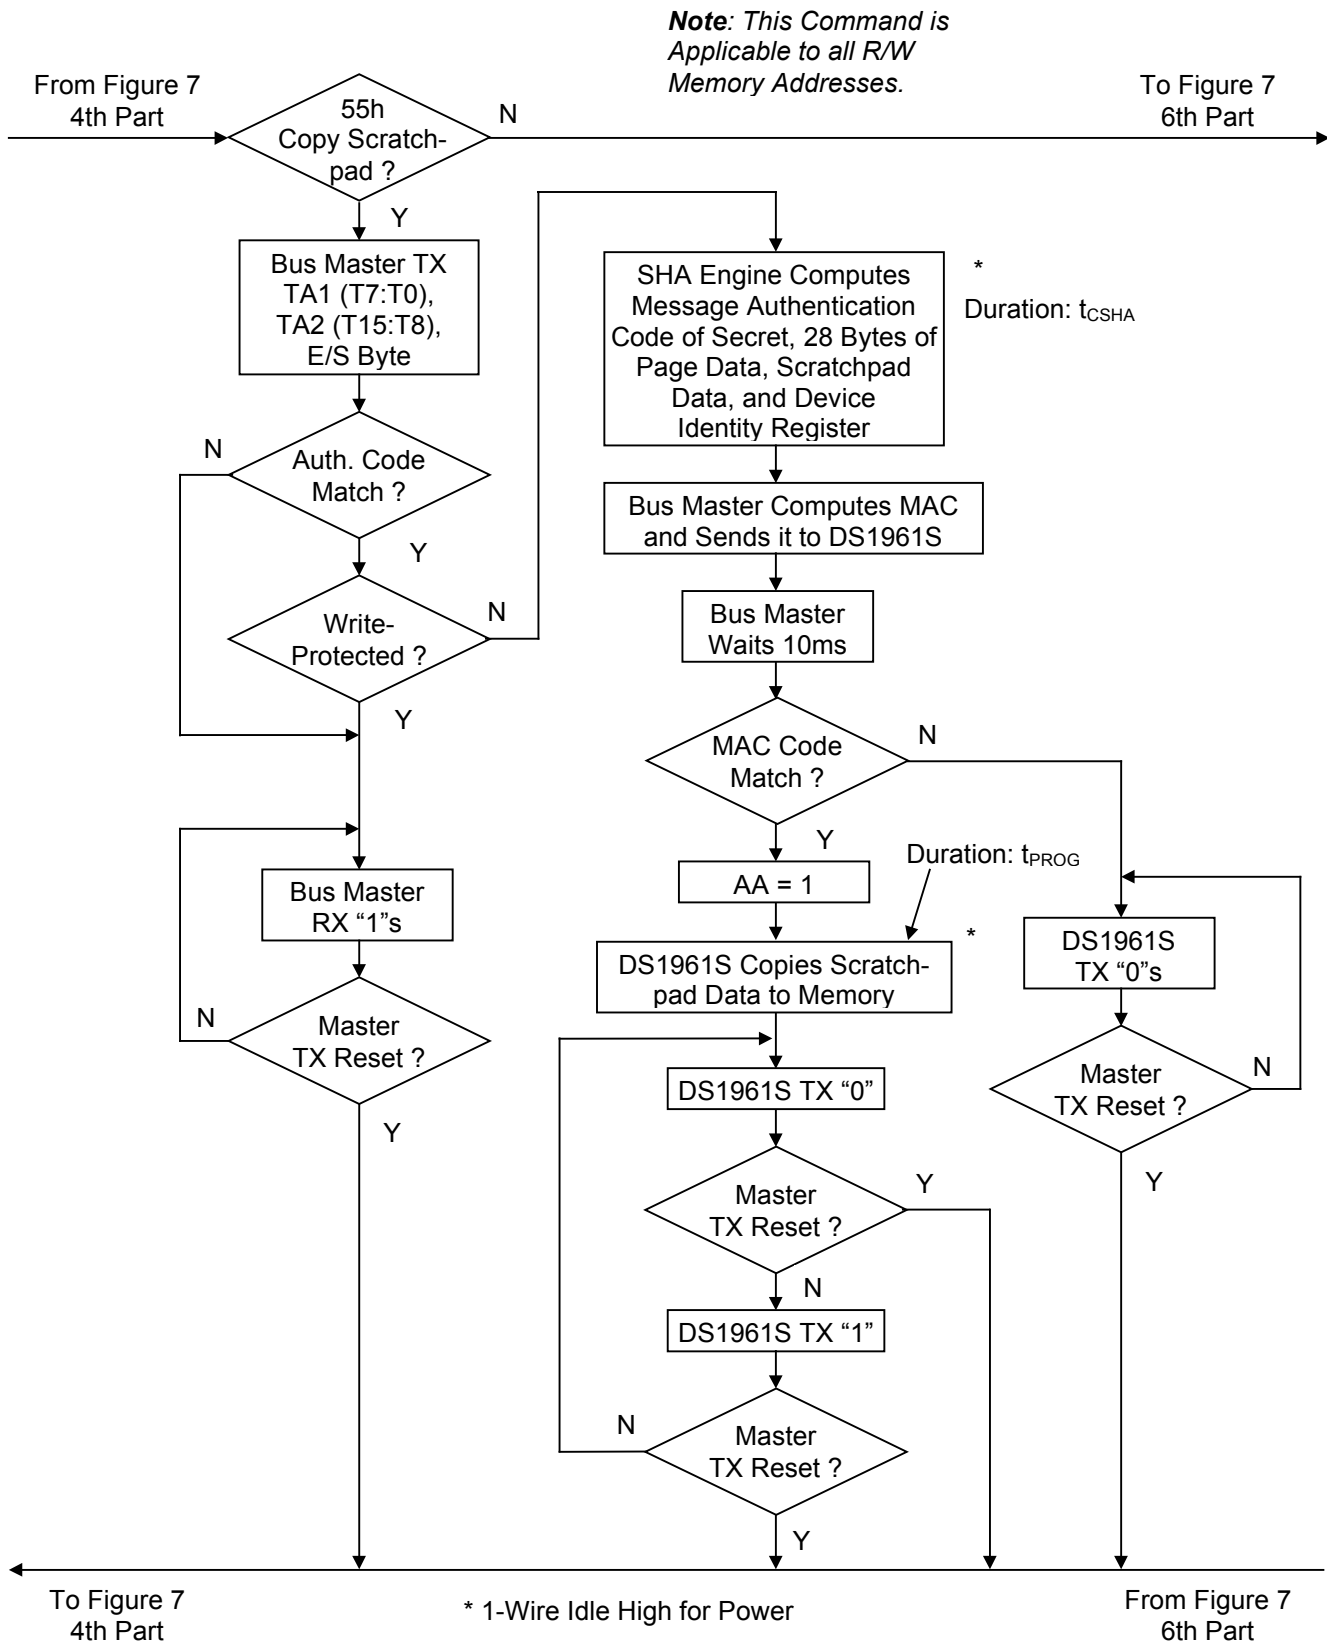 Note: This Command is
Applicable to all R/W
Memory Addresses.
From Figure 7
4th Part
55h
Copy Scratch-
pad ?
N
To Figure 7
6th Part
Y
Bus Master TX
TA1 (T7:T0),
TA2 (T15:T8),
E/S Byte
SHA Engine Computes
Message Authentication
Code of Secret, 28 Bytes of
Page Data, Scratchpad
Data, and Device
Identity Register
*
Duration: tCSHA
N
Auth. Code
Match ?
Y
Bus Master Computes MAC
and Sends it to DS1961S
Write-
Protected ?
N
Y
Bus Master
Waits 10ms
MAC Code
Match ?
N
Y
Duration: tPROG
AA = 1
Bus Master
RX “1”s
*
DS1961S Copies Scratch-
pad Data to Memory
DS1961S
TX “0”s
N
Master
TX Reset ?
Y
DS1961S TX “0”
Master
TX Reset ?
N
Y
Master
TX Reset ?
Y
N
DS1961S TX “1”
N
Master
TX Reset ?
Y
To Figure 7
4th Part
* 1-Wire Idle High for Power
From Figure 7
6th Part